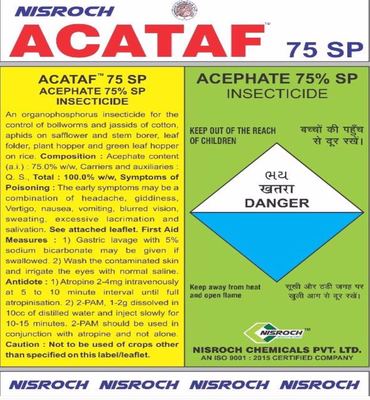 NISROCH
ACATAF™
75 SP
ACATAF™ 75 SP
ACEPHATE 75% SP
INSECTICIDE
An organophosphorus insecticide for the
control of bollworms and jassids of cotton,
aphids on safflower and stem borer, leaf
folder, plant hopper and green leaf hopper
on rice. Composition : Acephate content
(a.i.) : 75.0% w/w, Carriers and auxiliaries :
Q. S., Total : 100.0% w/w, Symptoms of
Poisoning : The early symptoms may be a
combination of headache, giddiness,
Vertigo, nausea, vomiting, blurred vision,
sweating, excessive lacrimation and
salivation. See attached leaflet. First Aid
Measures : 1) Gastric lavage with 5%
sodium bicarbonate may be given if
swallowed. 2) Wash the contaminated skin
and irrigate the eyes with normal saline.
Antidote : 1) Atropine 2-4mg intravenously
at 5 to 10 minute interval until full
atropinisation. 2) 2-PAM, 1-2g dissolved in
10cc of distilled water and inject slowly for
10-15 minutes. 2-PAM should be used in
conjunction with atropine and not alone.
Caution : Not to be used of crops other
than specified on this label/leaflet.
ACEPHATE 75% SP
INSECTICIDE
KEEP OUT OF THE REACH
OF CHILDREN
बच्चों की पहुँच
से दूर रखें।
ભય
खतरा
DANGER
Keep away from heat
and open flame
सूखी और ठंडी जगह पर
खुली आग से दूर रखें।
NISROCH™
NISROCH CHEMICALS PVT. LTD.
AN ISO 9001 : 2015 CERTIFIED COMPANY
NISROCH NISROCH NISROCH NISROCH